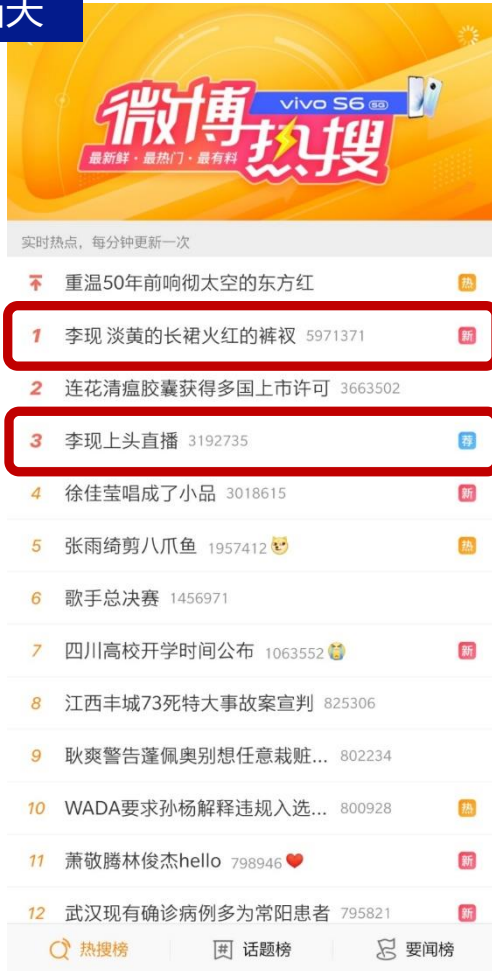 天
微博
热搜
vivo S6 5G
最新鲜·最热门·最有料
实时热点，每分钟更新一次
重温50年前响彻太空的东方红 热
1 李现 淡黄的长裙火红的裤衩 5971371 新
2 连花清瘟胶囊获得多国上市许可 3663502
3 李现上头直播 3192735 荐
4 徐佳莹唱成了小品 3018615 新
5 张雨绮剪八爪鱼 1957412 热
6 歌手总决赛 1456971
7 四川高校开学时间公布 1063552 新
8 江西丰城73死特大事故案宣判 825306
9 耿爽警告蓬佩奥别想任意栽赃... 802234
10 WADA要求孙杨解释违规入选... 800928 热
11 萧敬腾林俊杰hello 798946 新
12 武汉现有确诊病例多为常阳患者 795821 新
热搜榜 # 话题榜 要闻榜